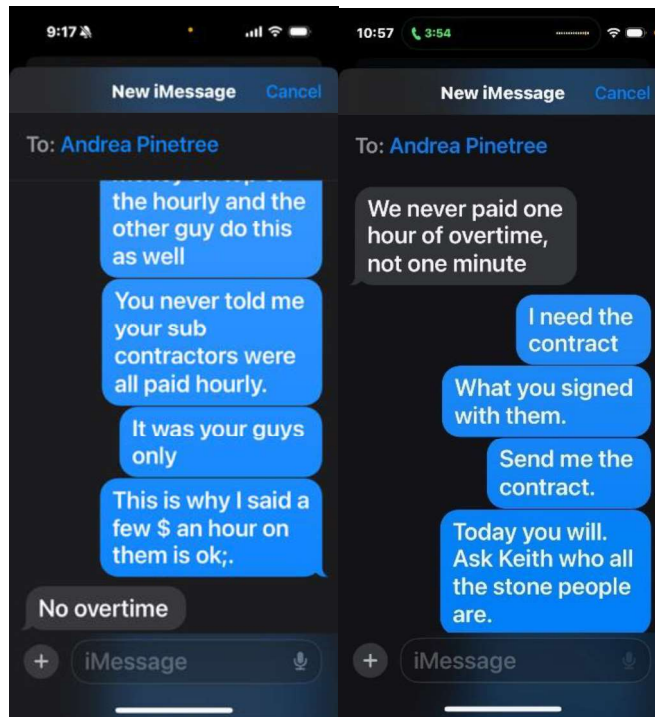 9:17
New iMessage Cancel
To: Andrea Pinetree
the hourly and the
other guy do this
as well
You never told me
your sub
contractors were
all paid hourly.
It was your guys
only
This is why I said a
few $ an hour on
them is ok;.
No overtime
iMessage
10:57 3:54
New iMessage Cancel
To: Andrea Pinetree
We never paid one
hour of overtime,
not one minute
I need the
contract
What you signed
with them.
Send me the
contract.
Today you will.
Ask Keith who all
the stone people
are.
iMessage